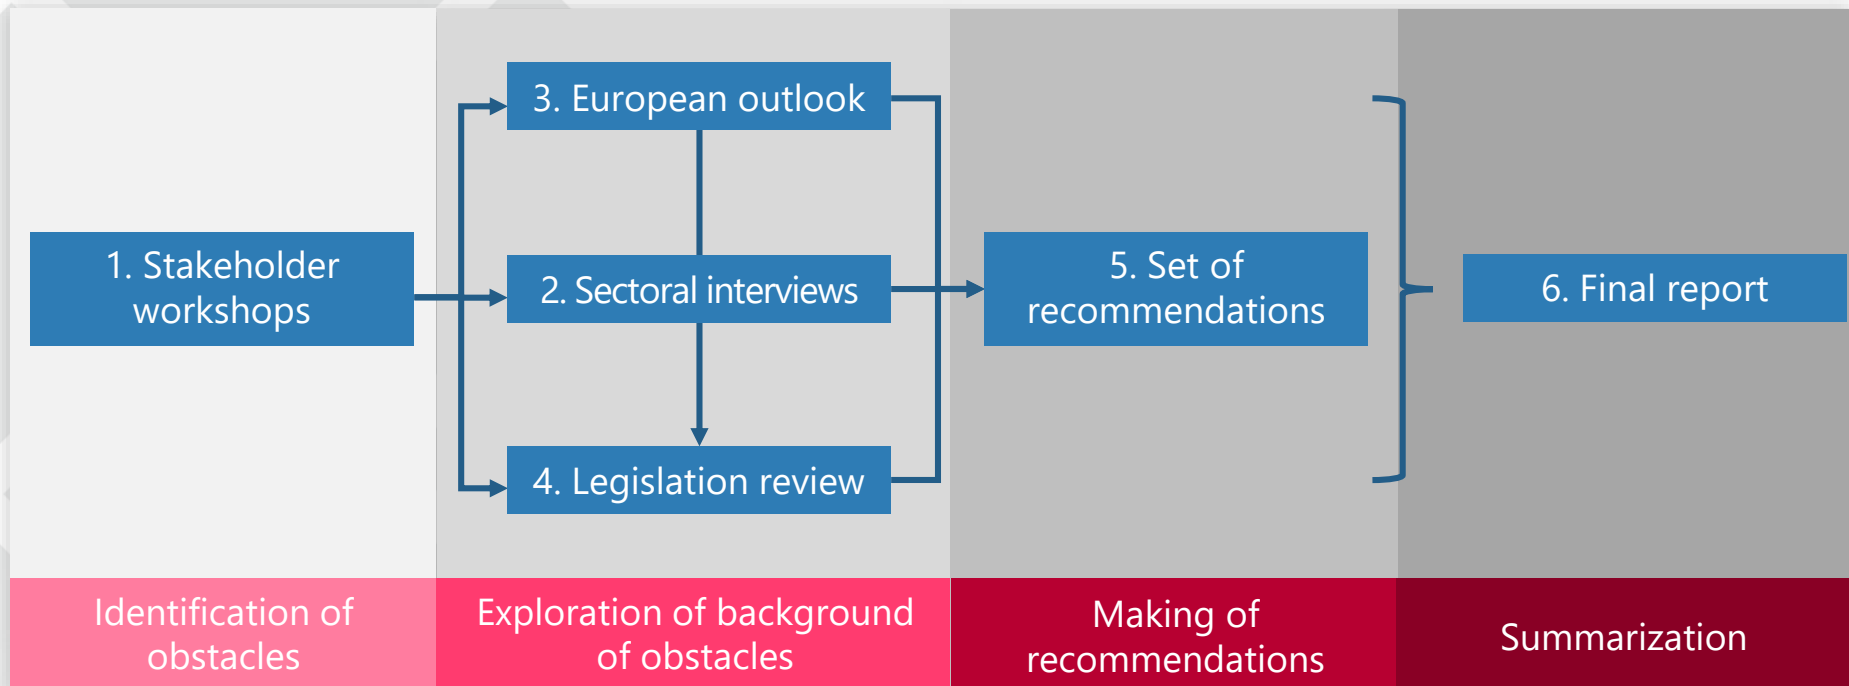 3. European outlook
1. Stakeholder
workshops
2. Sectoral interviews
5. Set of
recommendations
6. Final report
4. Legislation review
Identification of
obstacles
Exploration of background
of obstacles
Making of
recommendations
Summarization